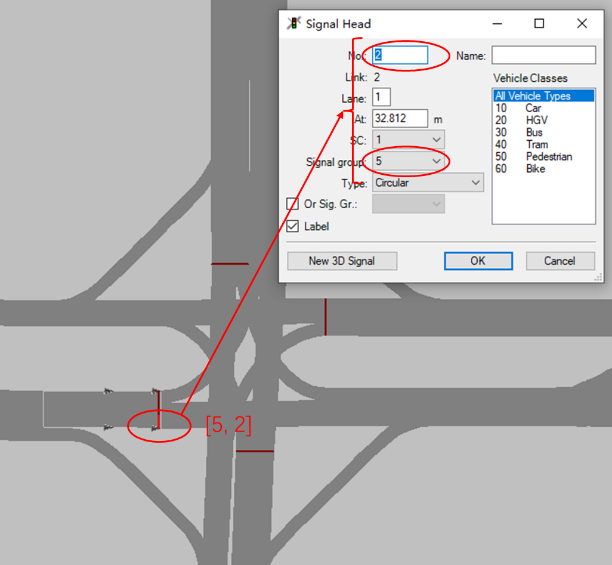 Signal Head
No: 2 Name:
Link: 2 Vehicle Classes
Lane: 1 All Vehicle Types
10 Car
At: 32.812 m 20 HGV
30 Bus
SC: 1 40 Tram
Signal group: 5 50 Pedestrian
60 Bike
Type: Circular
Or Sig. Gr.:
Label
New 3D Signal OK Cancel
[5, 2]